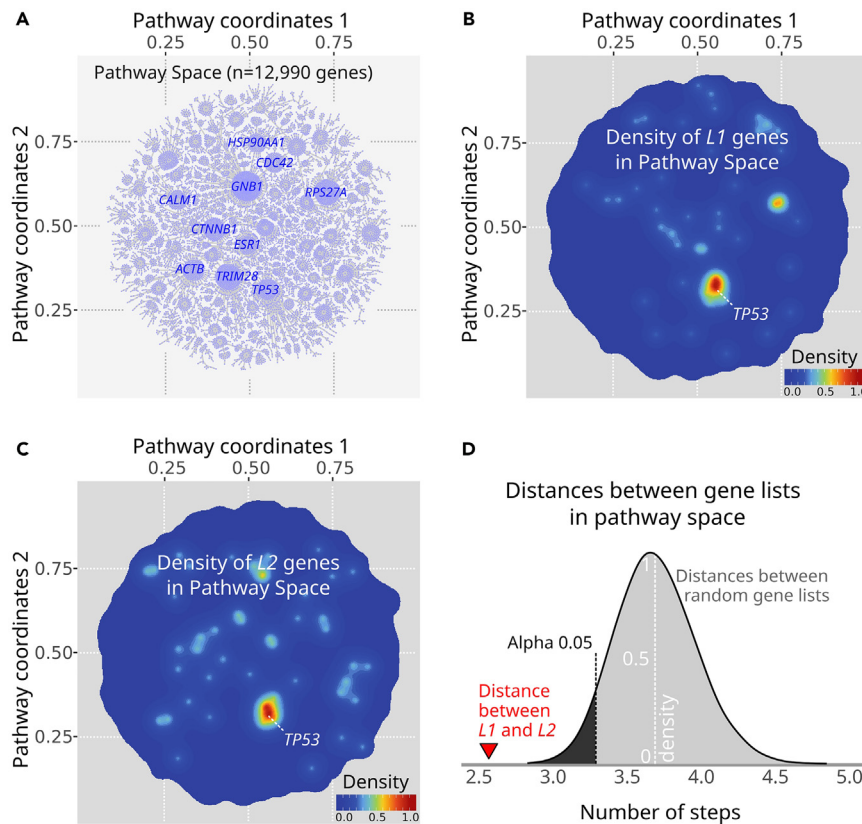 A
Pathway coordinates 1
0.25 0.50 0.75
Pathway Space (n=12,990 genes)
Pathway coordinates 2
0.75
0.50
0.25
HSP90AA1
CDC42
GNB1
RPS27A
CALM1
CTNNB1
ESR1
ACTB
TRIM28
TP53
B
Pathway coordinates 1
0.25 0.50 0.75
Pathway coordinates 2
0.75
0.50
0.25
Density of L1 genes
in Pathway Space
TP53
Density
0.0 0.5 1.0
C
Pathway coordinates 1
0.25 0.50 0.75
Pathway coordinates 2
0.75
0.50
0.25
Density of L2 genes
in Pathway Space
TP53
Density
0.0 0.5 1.0
D
Distances between gene lists
in pathway space
Distances between
random gene lists
Alpha 0.05
1
0.5
0
density
Distance
between
L1 and L2
2.5 3.0 3.5 4.0 4.5 5.0
Number of steps